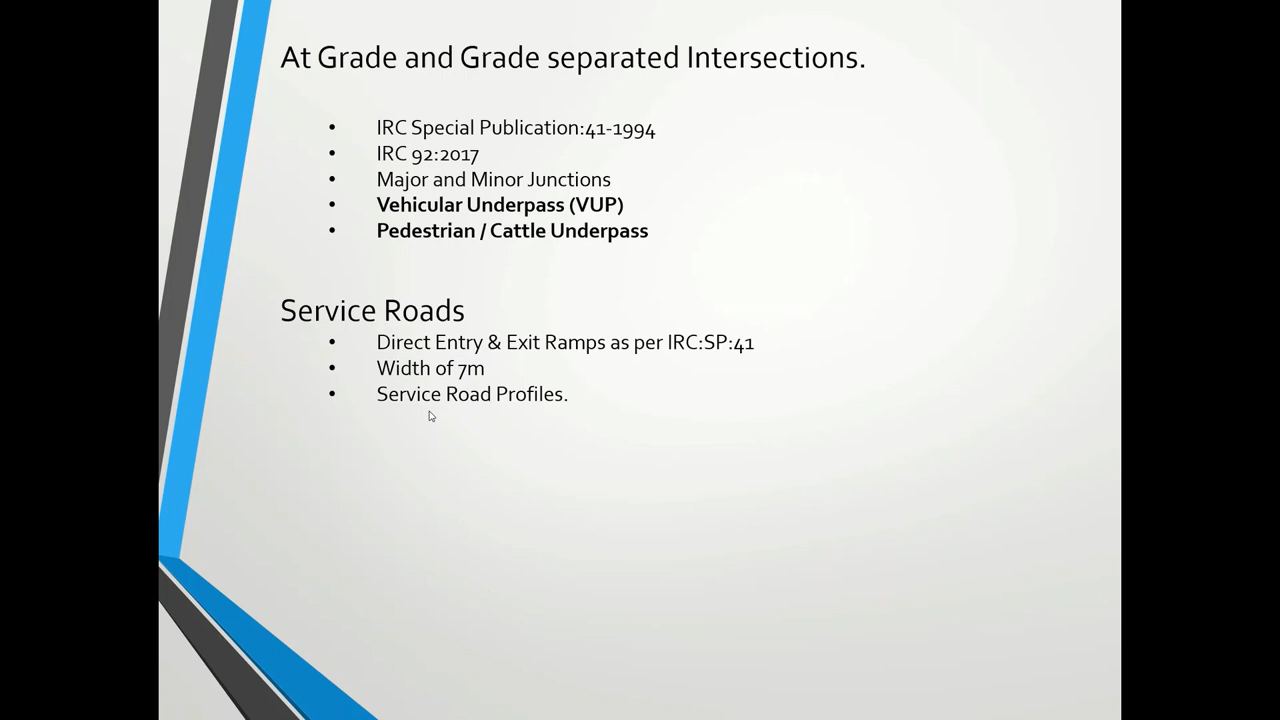 At Grade and Grade separated Intersections.
• IRC Special Publication:41-1994
• IRC 92:2017
• Major and Minor Junctions
• Vehicular Underpass (VUP)
• Pedestrian / Cattle Underpass
Service Roads
• Direct Entry & Exit Ramps as per IRC:SP:41
• Width of 7m
• Service Road Profiles.